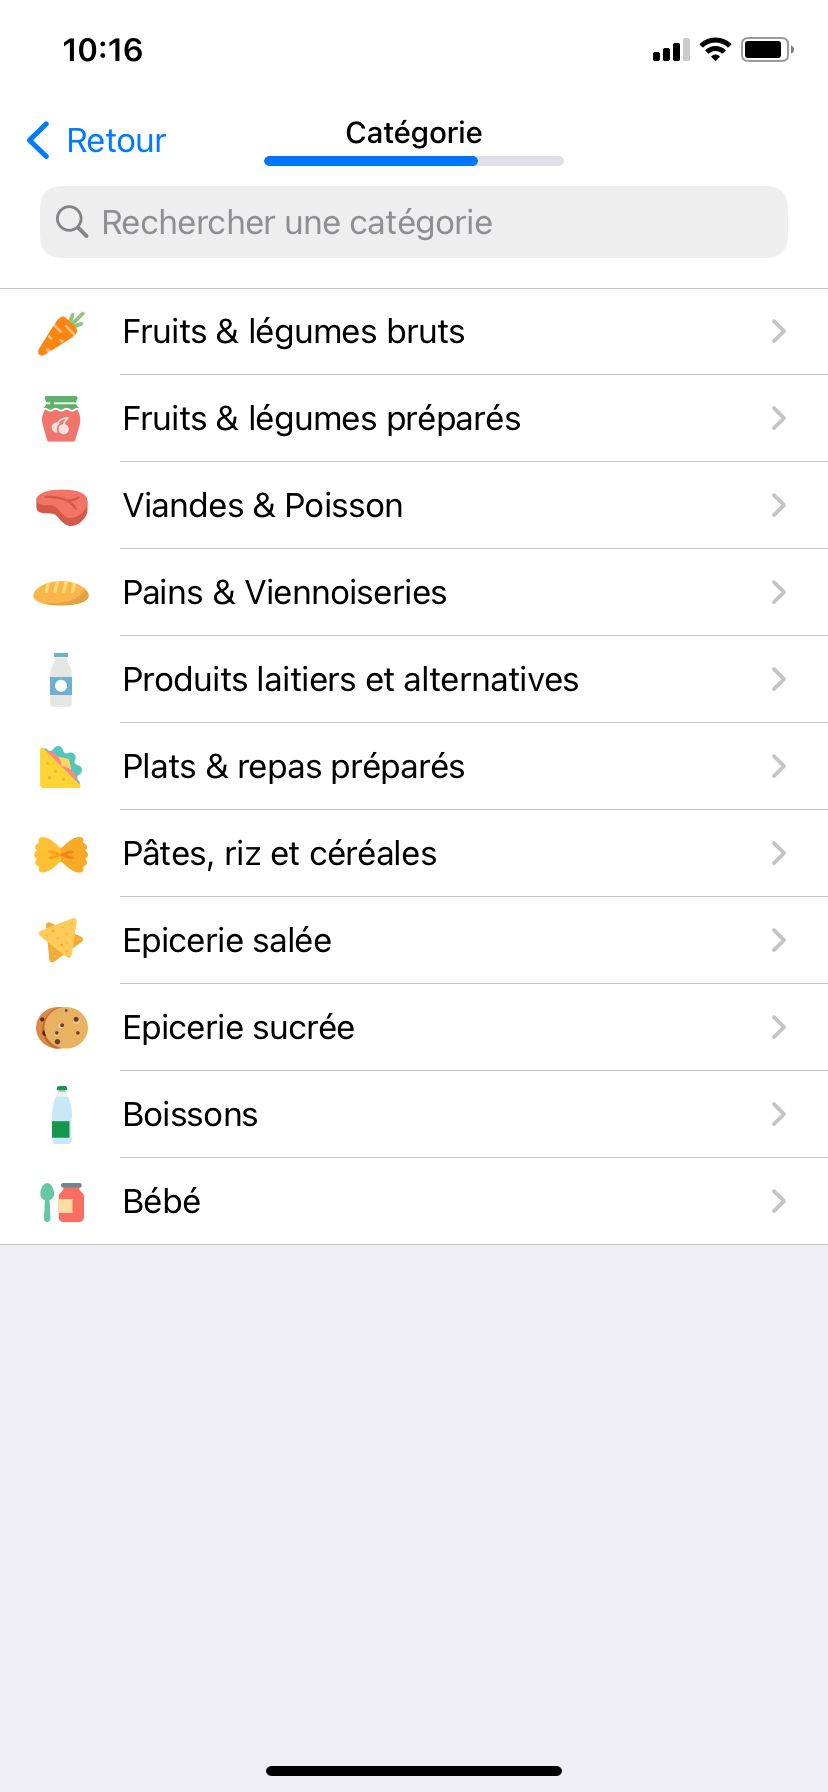 10:16
Retour
Catégorie
Rechercher une catégorie
Fruits & légumes bruts
Fruits & légumes préparés
Viandes & Poisson
Pains & Viennoiseries
Produits laitiers et alternatives
Plats & repas préparés
Pâtes, riz et céréales
Epicerie salée
Epicerie sucrée
Boissons
Bébé